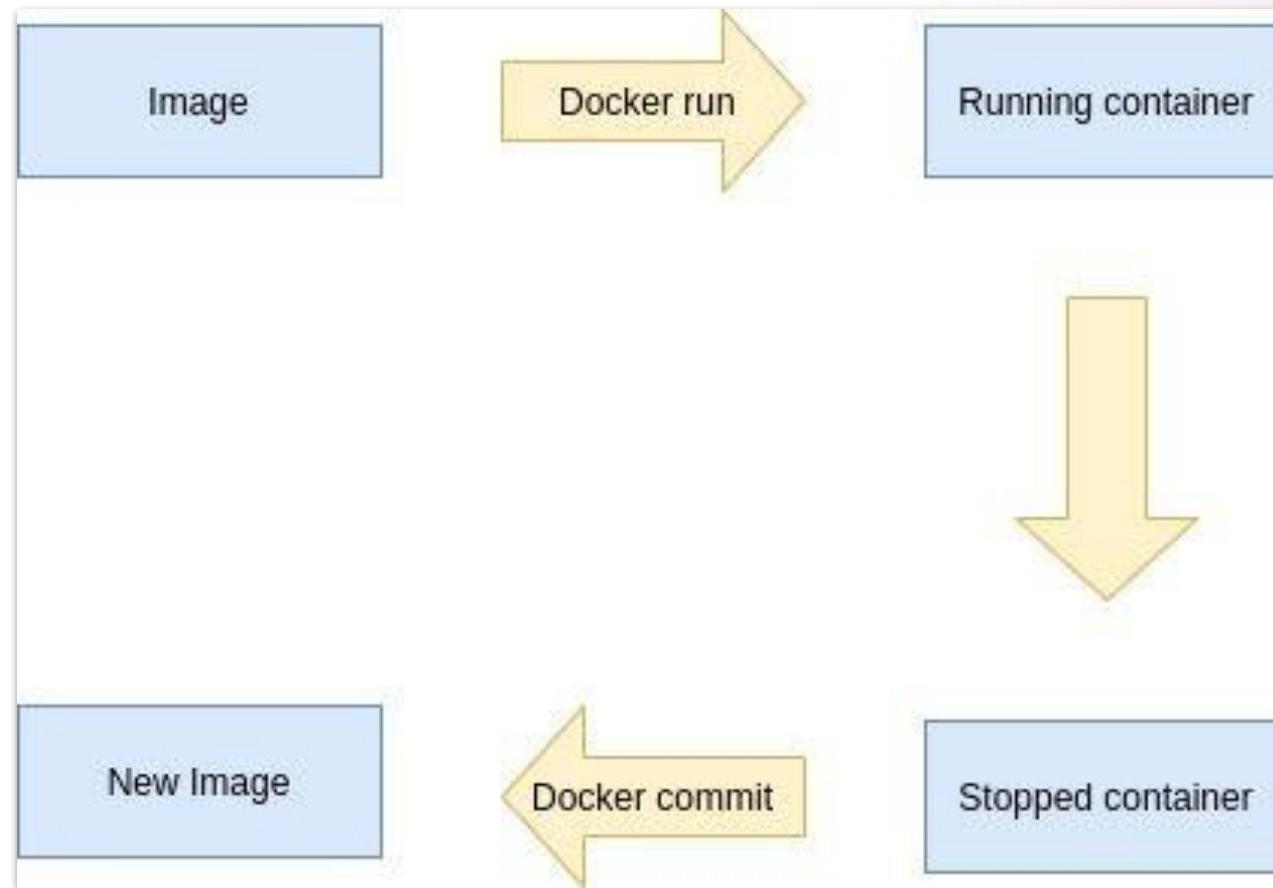 Image
Docker run
Running container
New Image
Docker commit
Stopped container